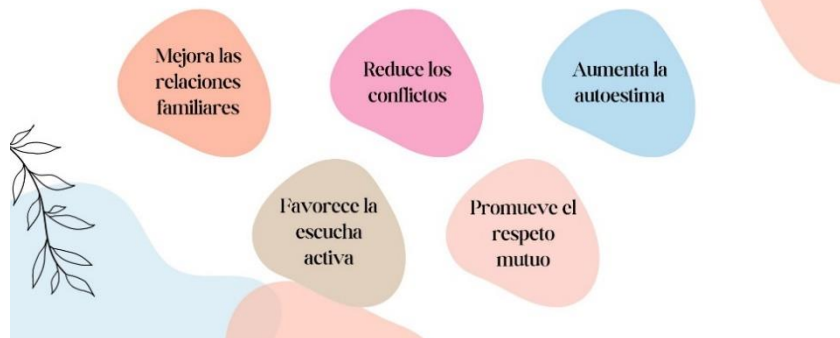 Mejora las
relaciones
familiares
Reduce los
conflictos
Aumenta la
autoestima
Favorece la
escucha
activa
Promueve el
respeto
mutuo